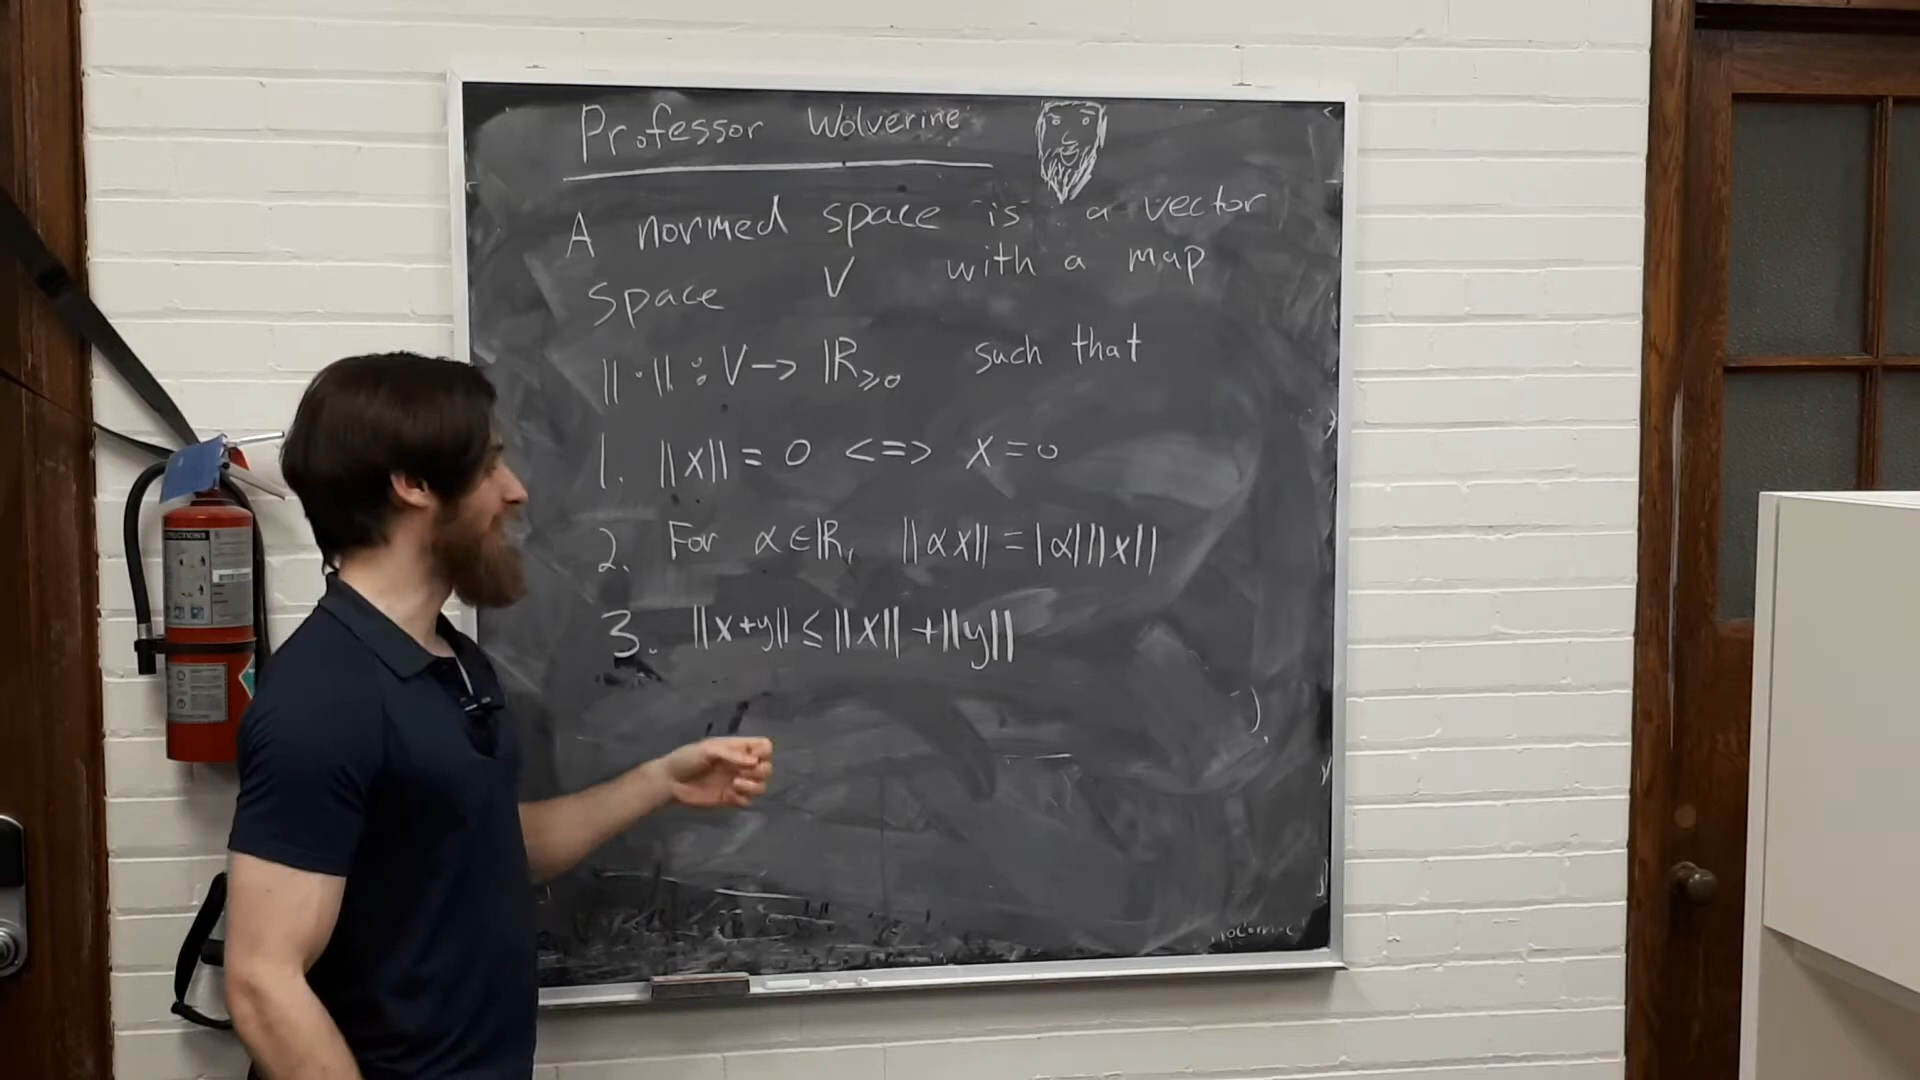 Professor Wolverine
A normed space is a vector
space V with a map
||·|| : V -> ℝ≥0 such that
1. ||x|| = 0 <=> x = 0
2. For α ∈ ℝ, ||αx|| = |α| ||x||
3. ||x+y|| ≤ ||x|| + ||y||